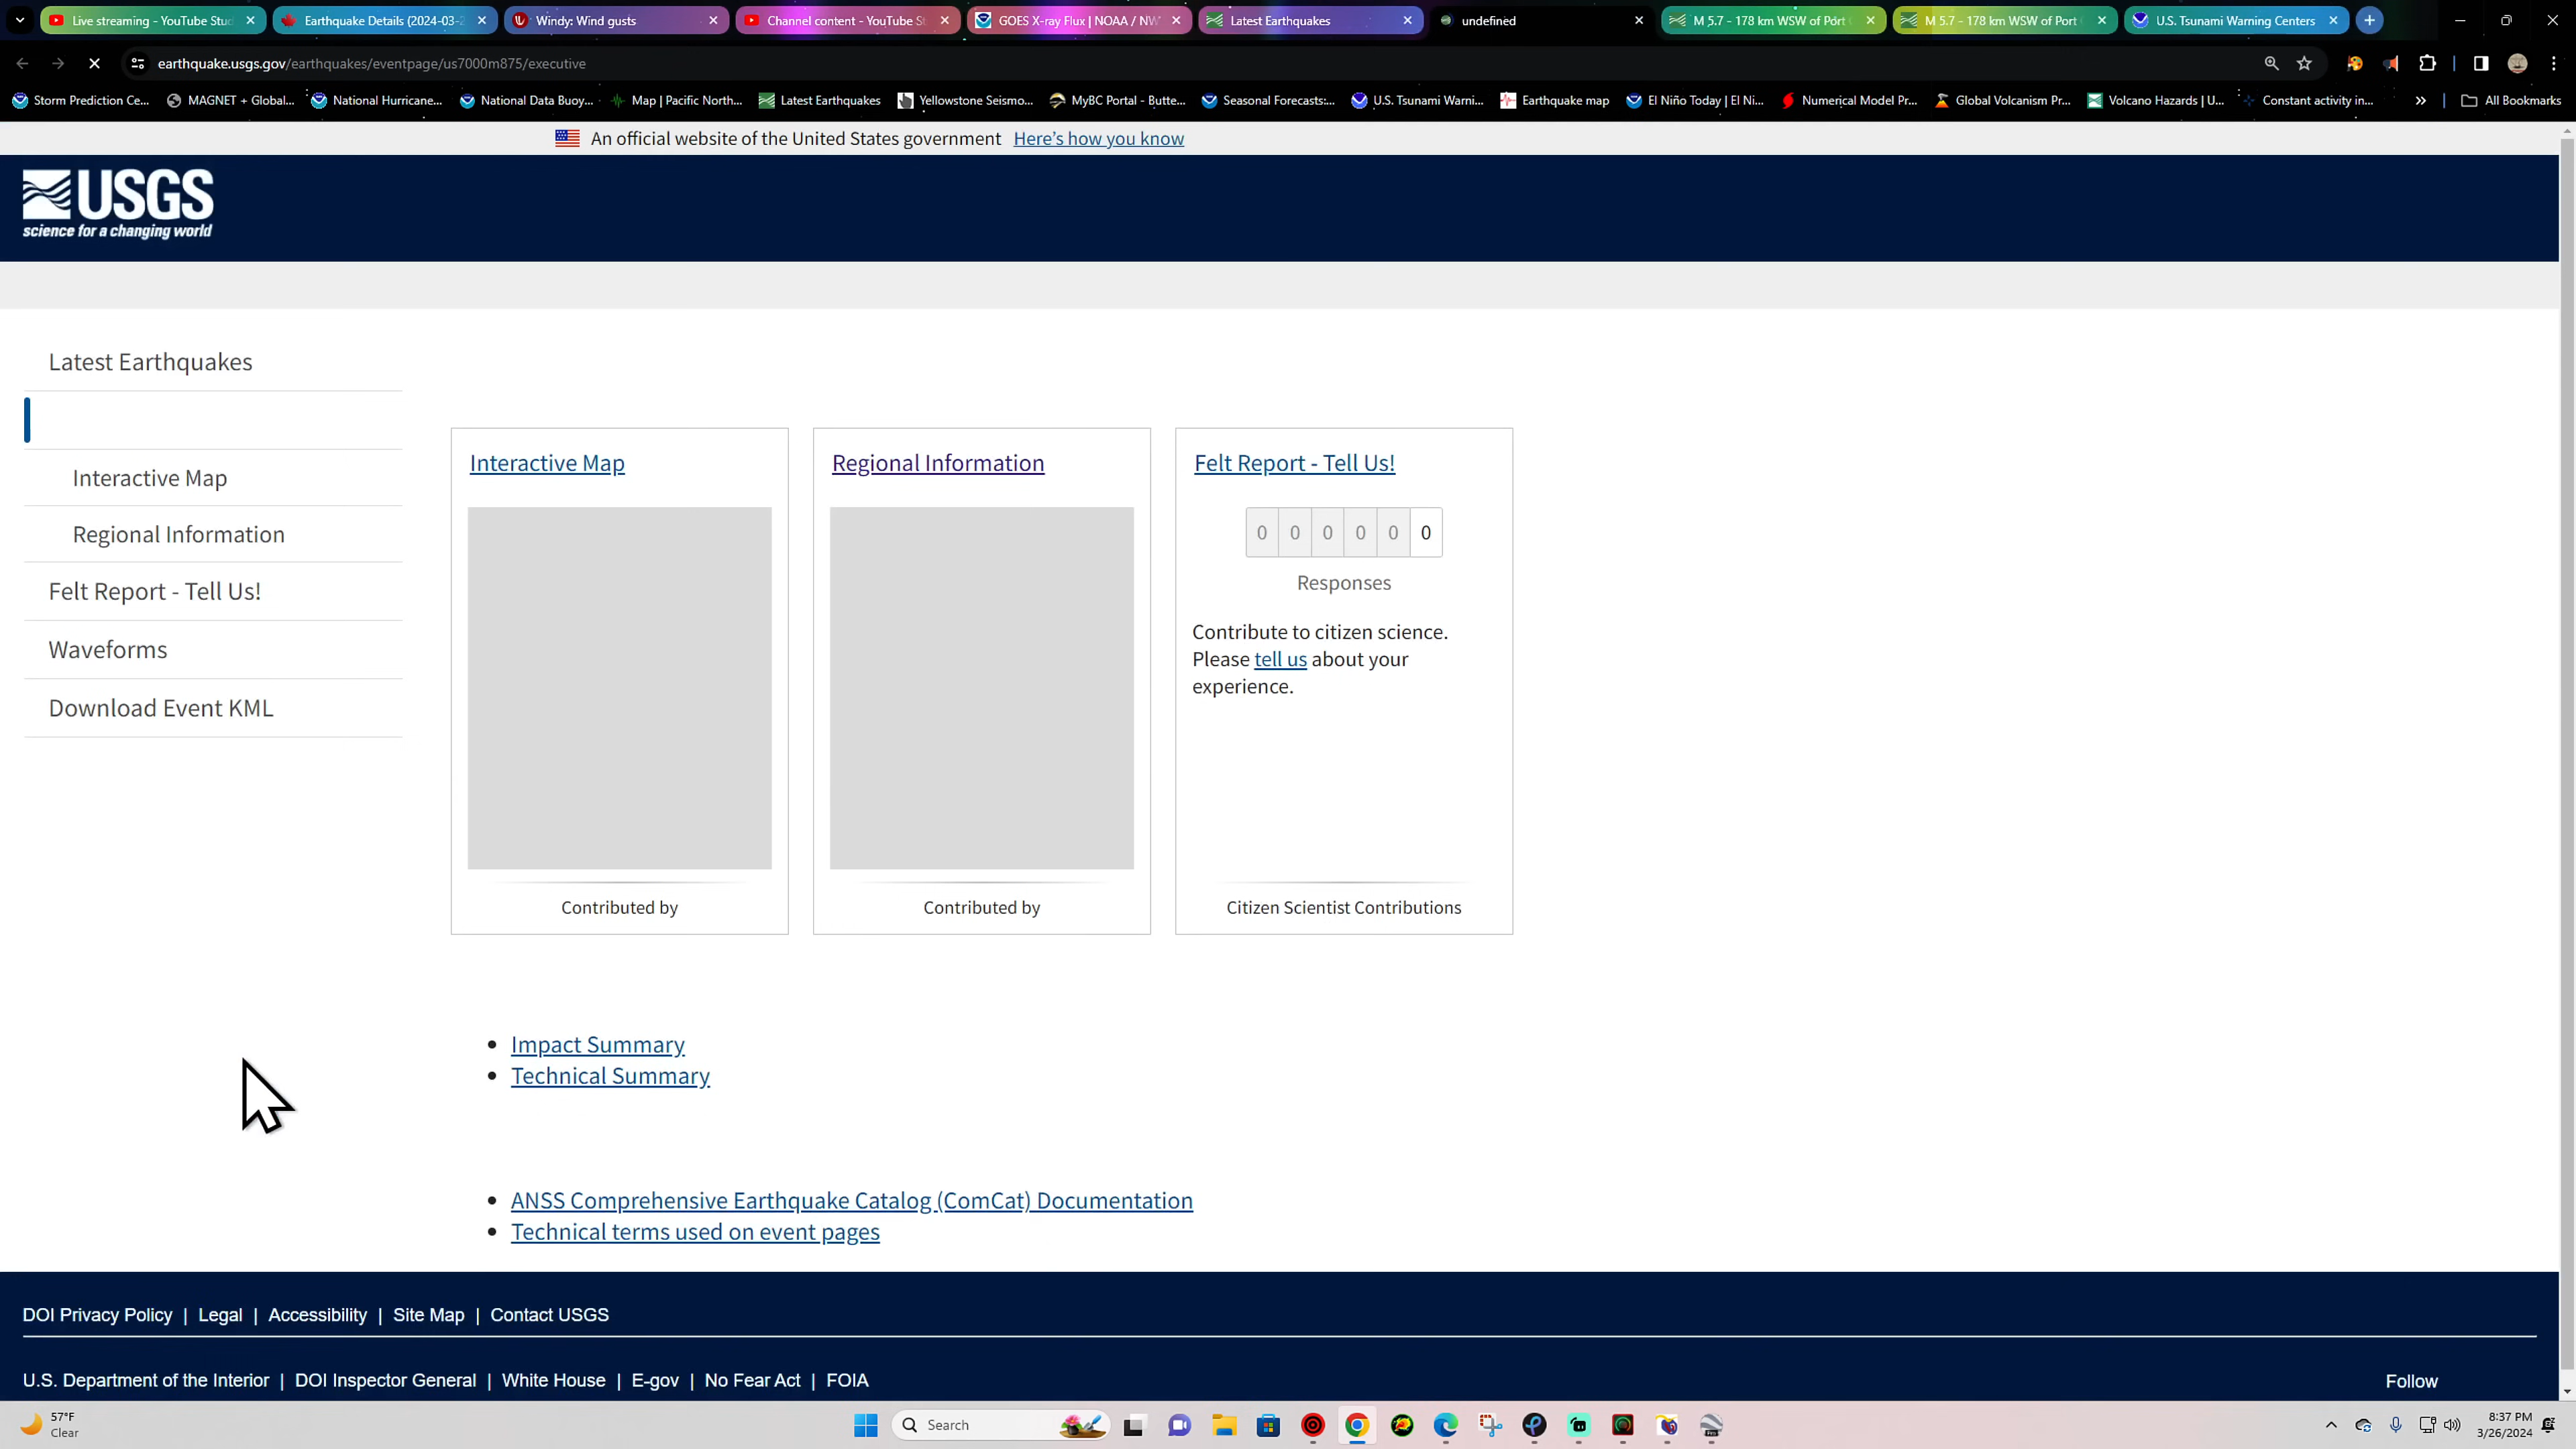 Live streaming - YouTube Stud
Earthquake Details (2024-03-2
Windy: Wind gusts
Channel content - YouTube St
GOES X-ray Flux | NOAA / NW
Latest Earthquakes
undefined
M 5.7 - 178 km WSW of Port
M 5.7 - 178 km WSW of Port
U.S. Tsunami Warning Centers
earthquake.usgs.gov/earthquakes/eventpage/us7000m875/executive
Storm Prediction Ce...
MAGNET + Global...
National Hurricane...
National Data Buoy...
Map | Pacific North...
Latest Earthquakes
Yellowstone Seismo...
MyBC Portal - Butte...
Seasonal Forecasts:...
U.S. Tsunami Warni...
Earthquake map
El Niño Today | El Ni...
Numerical Model Pr...
Global Volcanism Pr...
Volcano Hazards | U...
Constant activity in...
All Bookmarks
An official website of the United States government Here's how you know
USGS
science for a changing world
Latest Earthquakes
Interactive Map
Regional Information
Felt Report - Tell Us!
Waveforms
Download Event KML
Interactive Map
Contributed by
Regional Information
Contributed by
Felt Report - Tell Us!
0 0 0 0 0 0
Responses
Contribute to citizen science.
Please tell us about your
experience.
Citizen Scientist Contributions
Impact Summary
Technical Summary
ANSS Comprehensive Earthquake Catalog (ComCat) Documentation
Technical terms used on event pages
DOI Privacy Policy | Legal | Accessibility | Site Map | Contact USGS
U.S. Department of the Interior | DOI Inspector General | White House | E-gov | No Fear Act | FOIA
Follow
57°F
Clear
Search
8:37 PM
3/26/2024